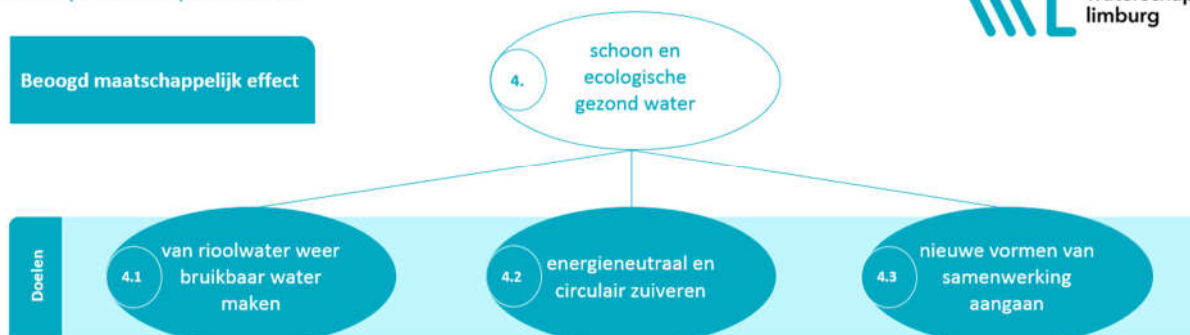 limburg
Beoogd maatschappelijk effect
4.
schoon en
ecologische
gezond water
Doelen
4.1
van rioolwater weer
bruikbaar water
maken
4.2
energieneutraal en
circulair zuiveren
4.3
nieuwe vormen van
samenwerking
aangaan